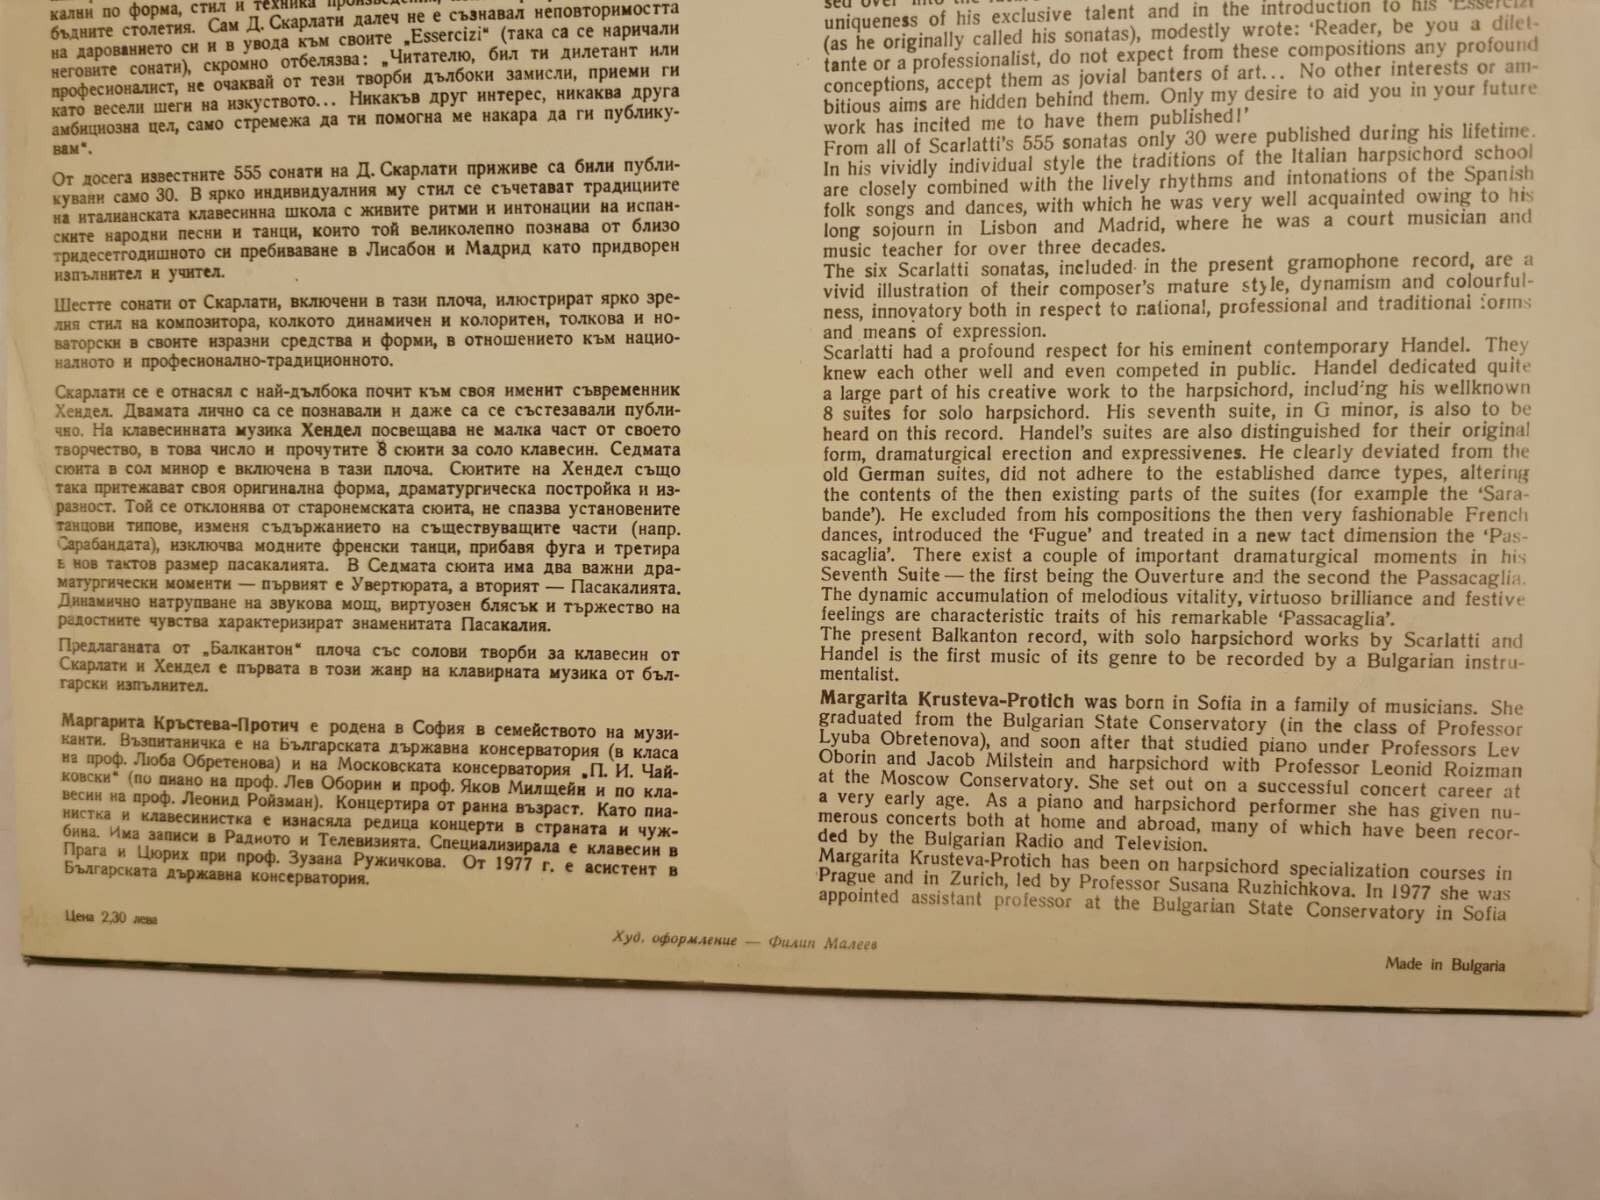 кални по форма, стил и техника
бъдните столетия. Сам Д. Скарлати далеч не е съзнавал неповторимостта
на дарованието си и в увода към своите „Essercizi“ (така са се наричали
неговите сонати), скромно отбелязва: „Читателю, бил ти дилетант или
професионалист, не очаквай от тези творби дълбоки замисли, приеми ги
като весели шеги на изкуството... Никакъв друг интерес, никаква друга
амбициозна цел, само стремежа да ти помогна ме накара да ги публику-
вам“.
От досега известните 555 сонати на Д. Скарлати приживе са били публи-
кувани само 30. В ярко индивидуалния му стил се съчетават традициите
на италианската клавесинна школа с живите ритми и интонации на испан-
ските народни песни и танци, които той великолепно познава от близо
тридесетгодишното си пребиваване в Лисабон и Мадрид като придворен
изпълнител и учител.
Шестте сонати от Скарлати, включени в тази плоча, илюстрират ярко зре-
лия стил на композитора, колкото динамичен и колоритен, толкова и но-
ваторски в своите изразни средства и форми, в отношението към нацио-
налното и професионално-традиционното.
Скарлати се е отнасял с най-дълбока почит към своя именит съвременник
Хендел. Двамата лично са се познавали и даже са се състезавали публи-
чно. На клавесинната музика Хендел посвещава не малка част от своето
творчество, в това число и прочутите 8 сюити за соло клавесин. Седмата
сюита в сол минор е включена в тази плоча. Сюитите на Хендел също
така притежават своя оригинална форма, драматургическа постройка и из-
разност. Той се отклонява от старонемската сюита, не спазва установените
танцови типове, изменя съдържанието на съществуващите части (напр.
Сарабандата), изключва модните френски танци, прибавя фуга и третира
в нов тактов размер пасакалията. В Седмата сюита има два важни дра-
матургически моменти — първият е Увертюрата, а вторият — Пасакалията.
Динамично натрупване на звукова мощ, виртуозен блясък и тържество на
радостните чувства характеризират знаменитата Пасакалия.
Предлаганата от „Балкантон“ плоча със солови творби за клавесин от
Скарлати и Хендел е първата в този жанр на клавирната музика от бъл-
гарски изпълнител.
Маргарита Кръстева-Протич е родена в София в семейството на музи-
канти. Възпитаничка е на Българската държавна консерватория (в класа
на проф. Люба Обретенова) и на Московската консерватория „П. И. Чай-
ковски“ (по пиано на проф. Лев Оборин и проф. Яков Милщейн и по кла-
весин на проф. Леонид Ройзман). Концертира от ранна възраст. Като пиа-
нистка и клавесинистка е изнасяла редица концерти в страната и чуж-
бина. Има записи в Радиото и Телевизията. Специализирала е клавесин в
Прага и Цюрих при проф. Зузана Ружичкова. От 1977 г. е асистент в
Българската държавна консерватория.
Цена 2,30 лева
uniqueness of his exclusive talent and in the introduction to his 'Essercizi'
(as he originally called his sonatas), modestly wrote: 'Reader, be you a dilet-
tante or a professionalist, do not expect from these compositions any profound
conceptions, accept them as jovial banters of art... No other interests or am-
bitious aims are hidden behind them. Only my desire to aid you in your future
work has incited me to have them published!'
From all of Scarlatti's 555 sonatas only 30 were published during his lifetime.
In his vividly individual style the traditions of the Italian harpsichord school
are closely combined with the lively rhythms and intonations of the Spanish
folk songs and dances, with which he was very well acquainted owing to his
long sojourn in Lisbon and Madrid, where he was a court musician and
music teacher for over three decades.
The six Scarlatti sonatas, included in the present gramophone record, are a
vivid illustration of their composer's mature style, dynamism and colourful-
ness, innovatory both in respect to national, professional and traditional forms
and means of expression.
Scarlatti had a profound respect for his eminent contemporary Handel. They
knew each other well and even competed in public. Handel dedicated quite
a large part of his creative work to the harpsichord, including his wellknown
8 suites for solo harpsichord. His seventh suite, in G minor, is also to be
heard on this record. Handel's suites are also distinguished for their original
form, dramaturgical erection and expressivenes. He clearly deviated from the
old German suites, did not adhere to the established dance types, altering
the contents of the then existing parts of the suites (for example the 'Sara-
bande'). He excluded from his compositions the then very fashionable French
dances, introduced the 'Fugue' and treated in a new tact dimension the 'Pas-
sacaglia'. There exist a couple of important dramaturgical moments in his
Seventh Suite — the first being the Ouverture and the second the Passacaglia.
The dynamic accumulation of melodious vitality, virtuoso brilliance and festive
feelings are characteristic traits of his remarkable 'Passacaglia'.
The present Balkanton record, with solo harpsichord works by Scarlatti and
Handel is the first music of its genre to be recorded by a Bulgarian instru-
mentalist.
Margarita Krusteva-Protich was born in Sofia in a family of musicians. She
graduated from the Bulgarian State Conservatory (in the class of Professor
Lyuba Obretenova), and soon after that studied piano under Professors Lev
Oborin and Jacob Milstein and harpsichord with Professor Leonid Roizman
at the Moscow Conservatory. She set out on a successful concert career at
a very early age. As a piano and harpsichord performer she has given nu-
merous concerts both at home and abroad, many of which have been recor-
ded by the Bulgarian Radio and Television.
Margarita Krusteva-Protich has been on harpsichord specialization courses in
Prague and in Zurich, led by Professor Susana Ruzhichkova. In 1977 she was
appointed assistant professor at the Bulgarian State Conservatory in Sofia
Худ. оформление — Филип Малеев
Made in Bulgaria